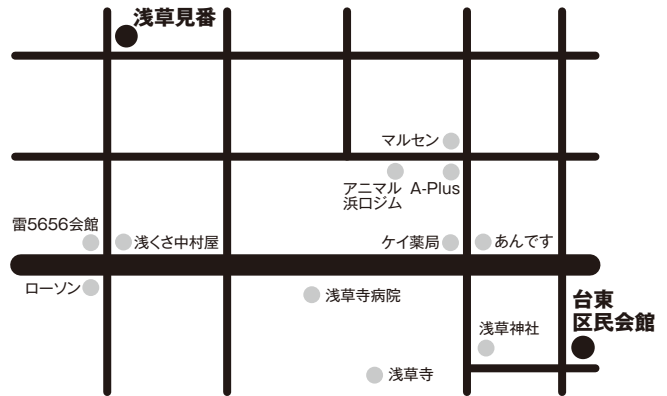 浅草見番
マルセン
アニマル
浜口ジム
A-Plus
雷5656会館
浅くさ中村屋
ケイ薬局
あんです
ローソン
浅草寺病院
台東
区民会館
浅草神社
浅草寺